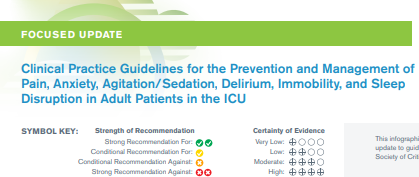 FOCUSED UPDATE
Clinical Practice Guidelines for the Prevention and Management of
Pain, Anxiety, Agitation/Sedation, Delirium, Immobility, and Sleep
Disruption in Adult Patients in the ICU
SYMBOL KEY:
Strength of Recommendation
Strong Recommendation For:
Conditional Recommendation For:
Conditional Recommendation Against:
Strong Recommendation Against:
Certainty of Evidence
Very Low:
Low:
Moderate:
High:
This infographi
update to guid
Society of Crit